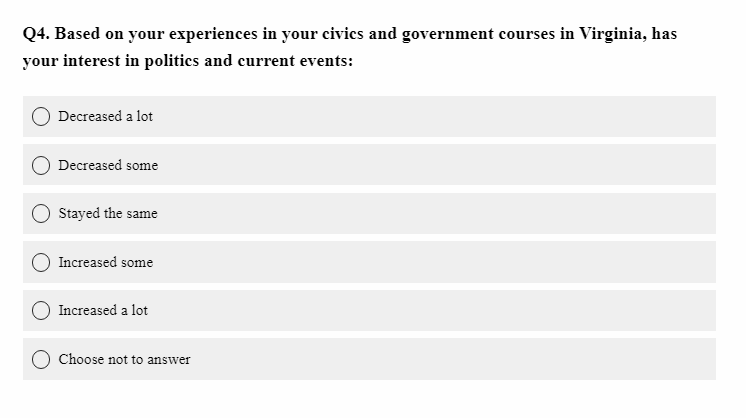 Q4. Based on your experiences in your civics and government courses in Virginia, has
your interest in politics and current events:
Decreased a lot
Decreased some
Stayed the same
Increased some
Increased a lot
Choose not to answer